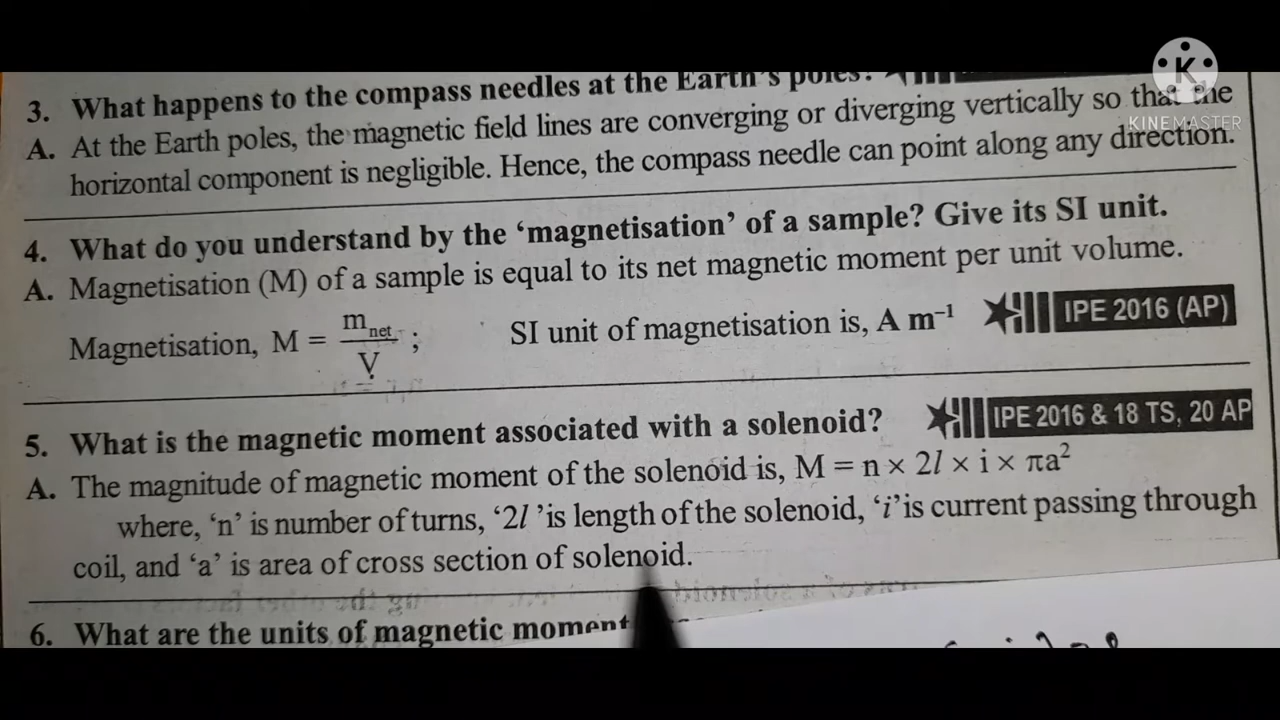 K
KINEMASTER
3. What happens to the compass needles at the Earth's poles?
A. At the Earth poles, the magnetic field lines are converging or diverging vertically so that the
horizontal component is negligible. Hence, the compass needle can point along any direction.
4. What do you understand by the ‘magnetisation’ of a sample? Give its SI unit.
A. Magnetisation (M) of a sample is equal to its net magnetic moment per unit volume.
Magnetisation, M = m_net / V ; SI unit of magnetisation is, A m⁻¹ IPE 2016 (AP)
5. What is the magnetic moment associated with a solenoid? IPE 2016 & 18 TS, 20 AP
A. The magnitude of magnetic moment of the solenoid is, M = n × 2l × i × πa²
where, ‘n’ is number of turns, ‘2l’ is length of the solenoid, ‘i’ is current passing through
coil, and ‘a’ is area of cross section of solenoid.
6. What are the units of magnetic moment